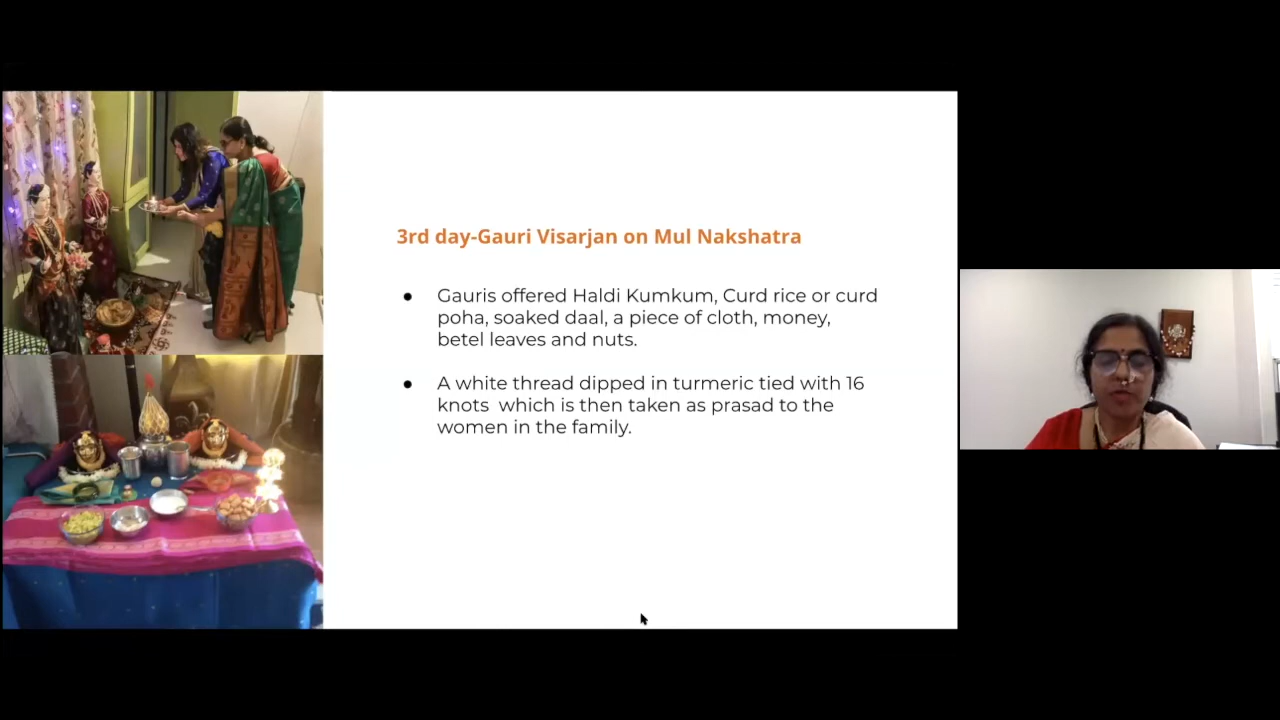 3rd day-Gauri Visarjan on Mul Nakshatra
● Gauris offered Haldi Kumkum, Curd rice or curd
poha, soaked daal, a piece of cloth, money,
betel leaves and nuts.
● A white thread dipped in turmeric tied with 16
knots  which is then taken as prasad to the
women in the family.